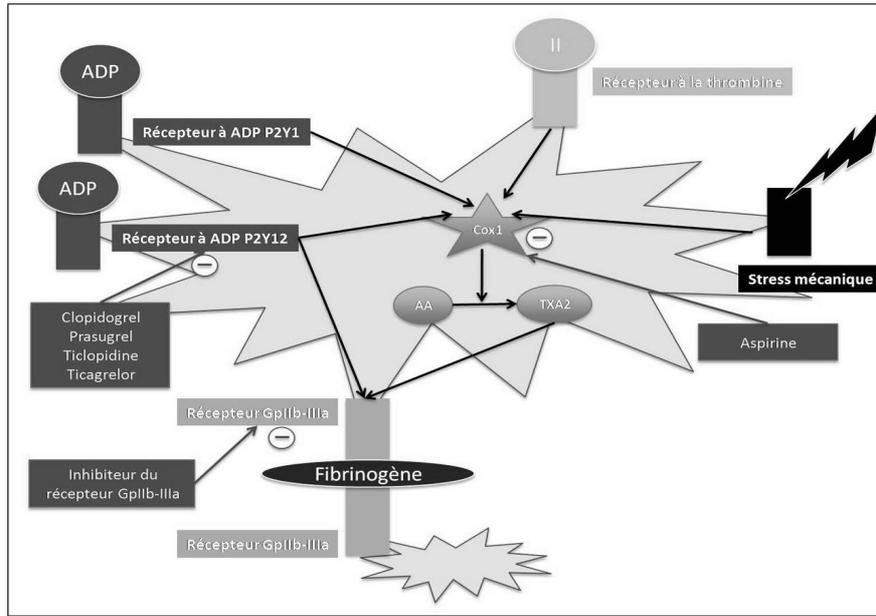 ADP
II
Récepteur à la thrombine
Récepteur à ADP P2Y1
ADP
Récepteur à ADP P2Y12
Cox1
Stress mécanique
Clopidogrel
Prasugrel
Ticlopidine
Ticagrelor
AA
TXA2
Aspirine
Récepteur GpIIb-IIIa
Inhibiteur du
récepteur GpIIb-IIIa
Fibrinogène
Récepteur GpIIb-IIIa